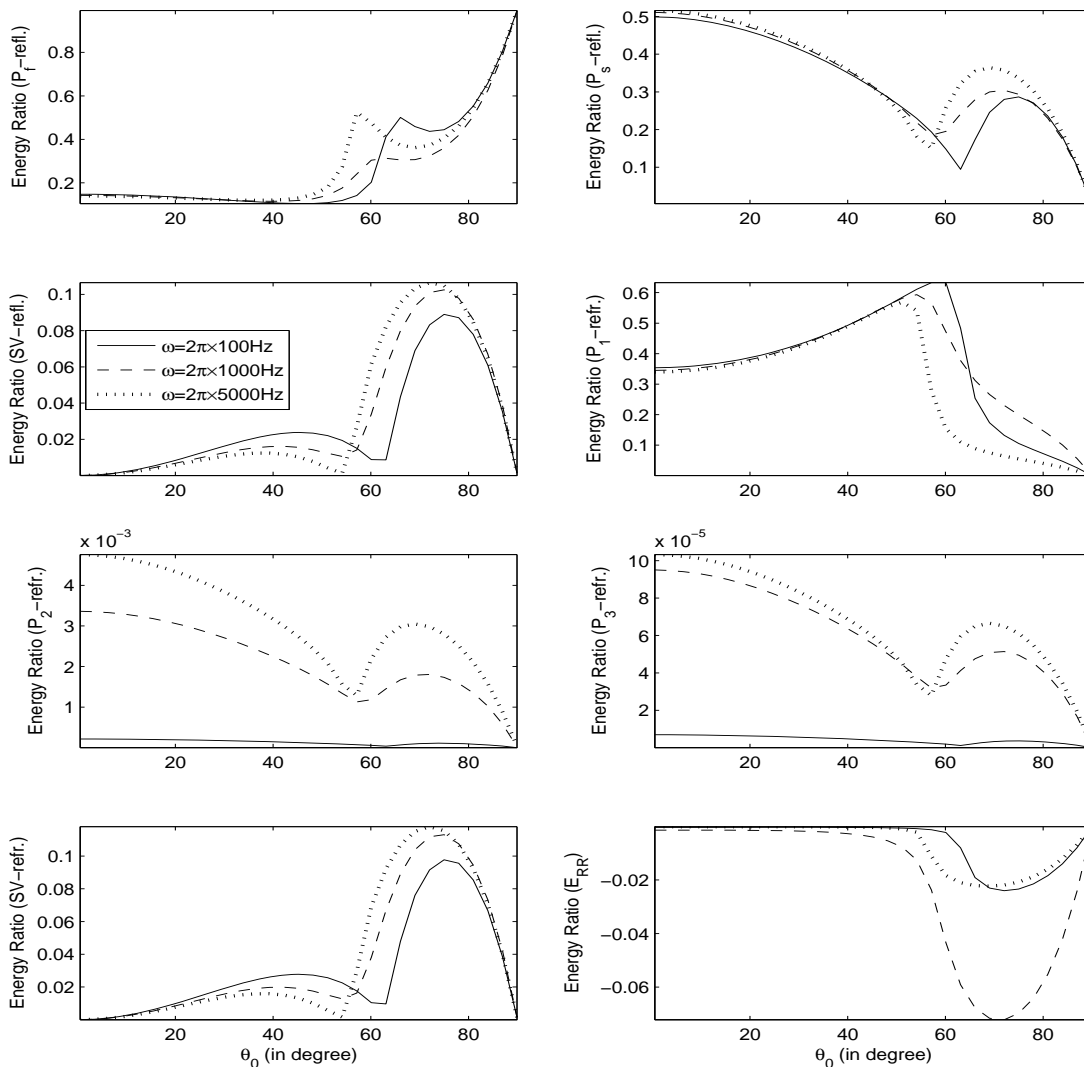 Energy Ratio (P_f−refl.)
0.8
0.6
0.4
0.2
20 40 60 80
Energy Ratio (P_s−refl.)
0.5
0.4
0.3
0.2
0.1
20 40 60 80
Energy Ratio (SV−refl.)
0.1
0.08
0.06
0.04
0.02
ω=2π×100Hz
ω=2π×1000Hz
ω=2π×5000Hz
20 40 60 80
Energy Ratio (P_1−refr.)
0.6
0.5
0.4
0.3
0.2
0.1
20 40 60 80
x 10^−3
Energy Ratio (P_2−refr.)
4
3
2
1
20 40 60 80
x 10^−5
Energy Ratio (P_3−refr.)
10
8
6
4
2
20 40 60 80
Energy Ratio (SV−refr.)
0.1
0.08
0.06
0.04
0.02
20 40 60 80
θ_0 (in degree)
Energy Ratio (E_RR)
−0.02
−0.04
−0.06
20 40 60 80
θ_0 (in degree)